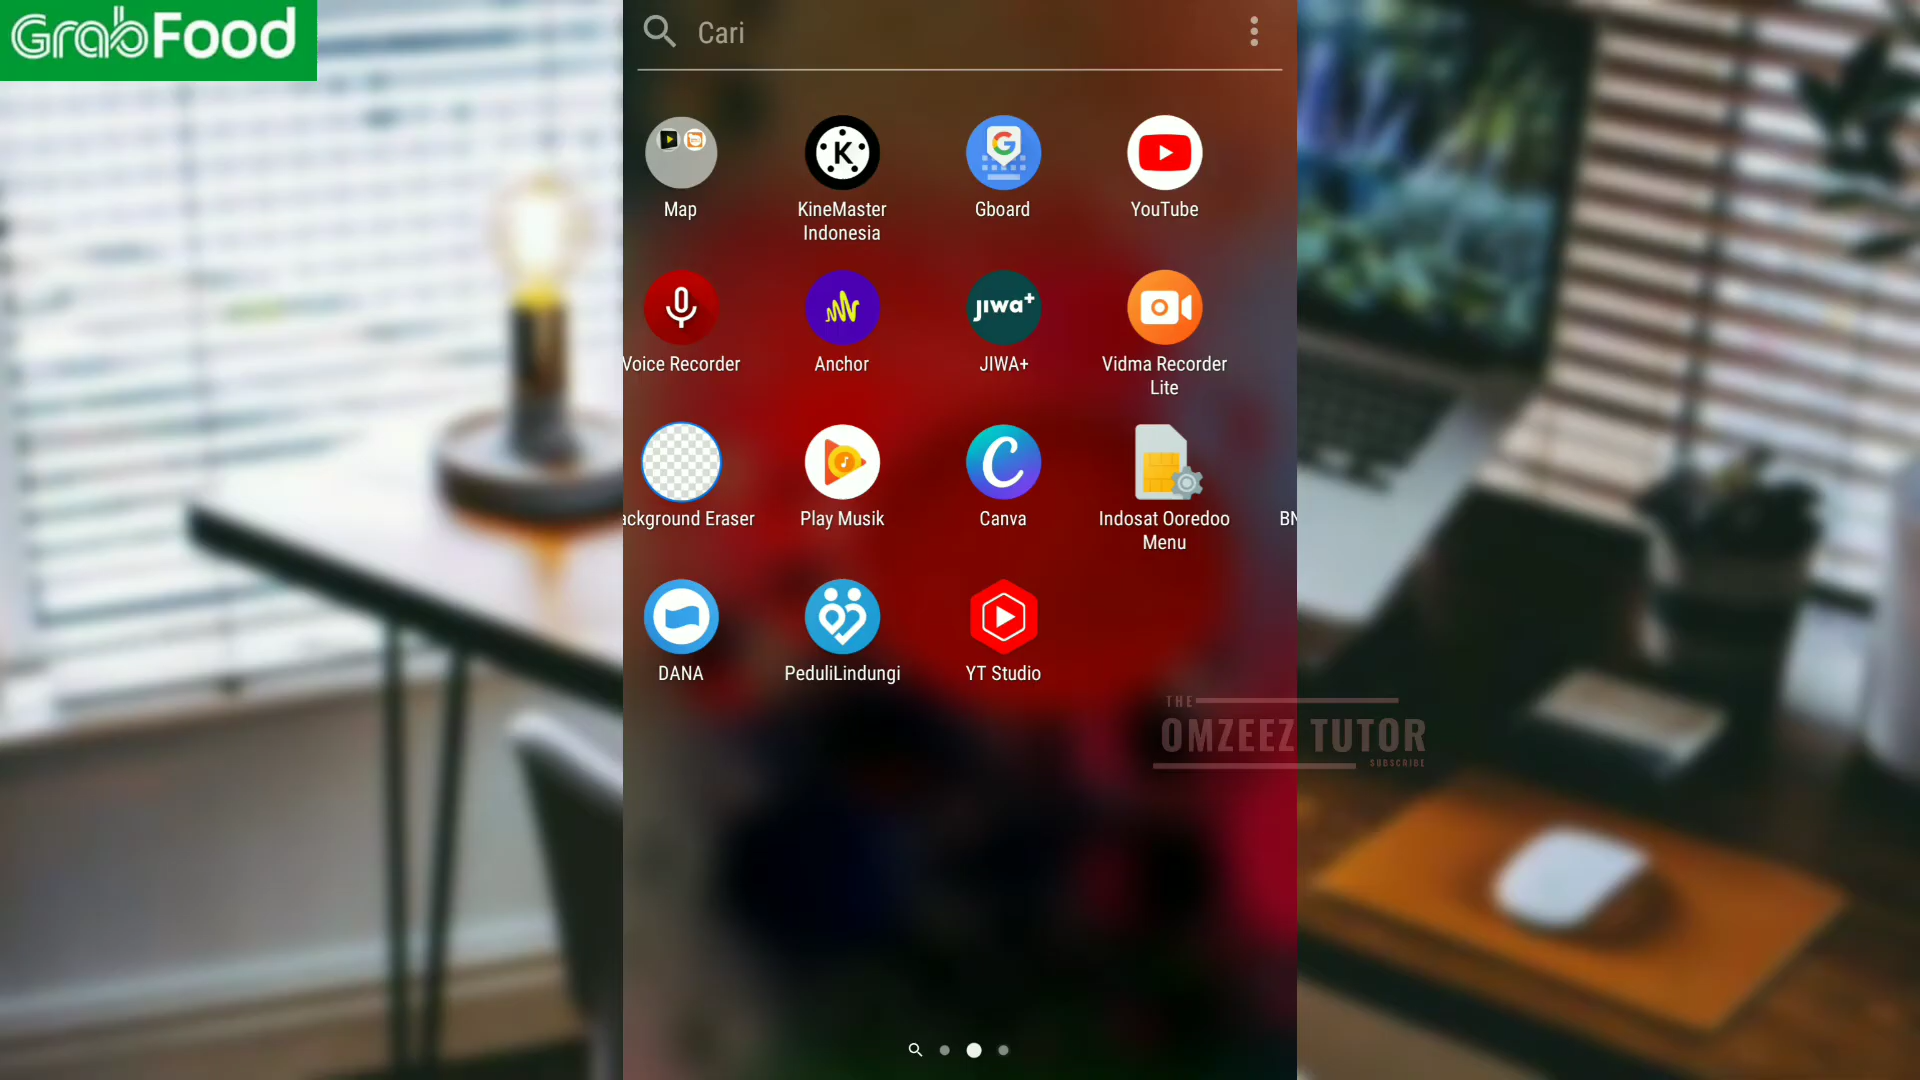 GrabFood
Cari
Map
KineMaster
Indonesia
Gboard
YouTube
Voice Recorder
Anchor
JIWA+
JIWA+
Vidma Recorder
Lite
ackground Eraser
Play Musik
Canva
Indosat Ooredoo
Menu
BN
DANA
PeduliLindungi
YT Studio
THE
OMZEEZ TUTOR
SUBSCRIBE